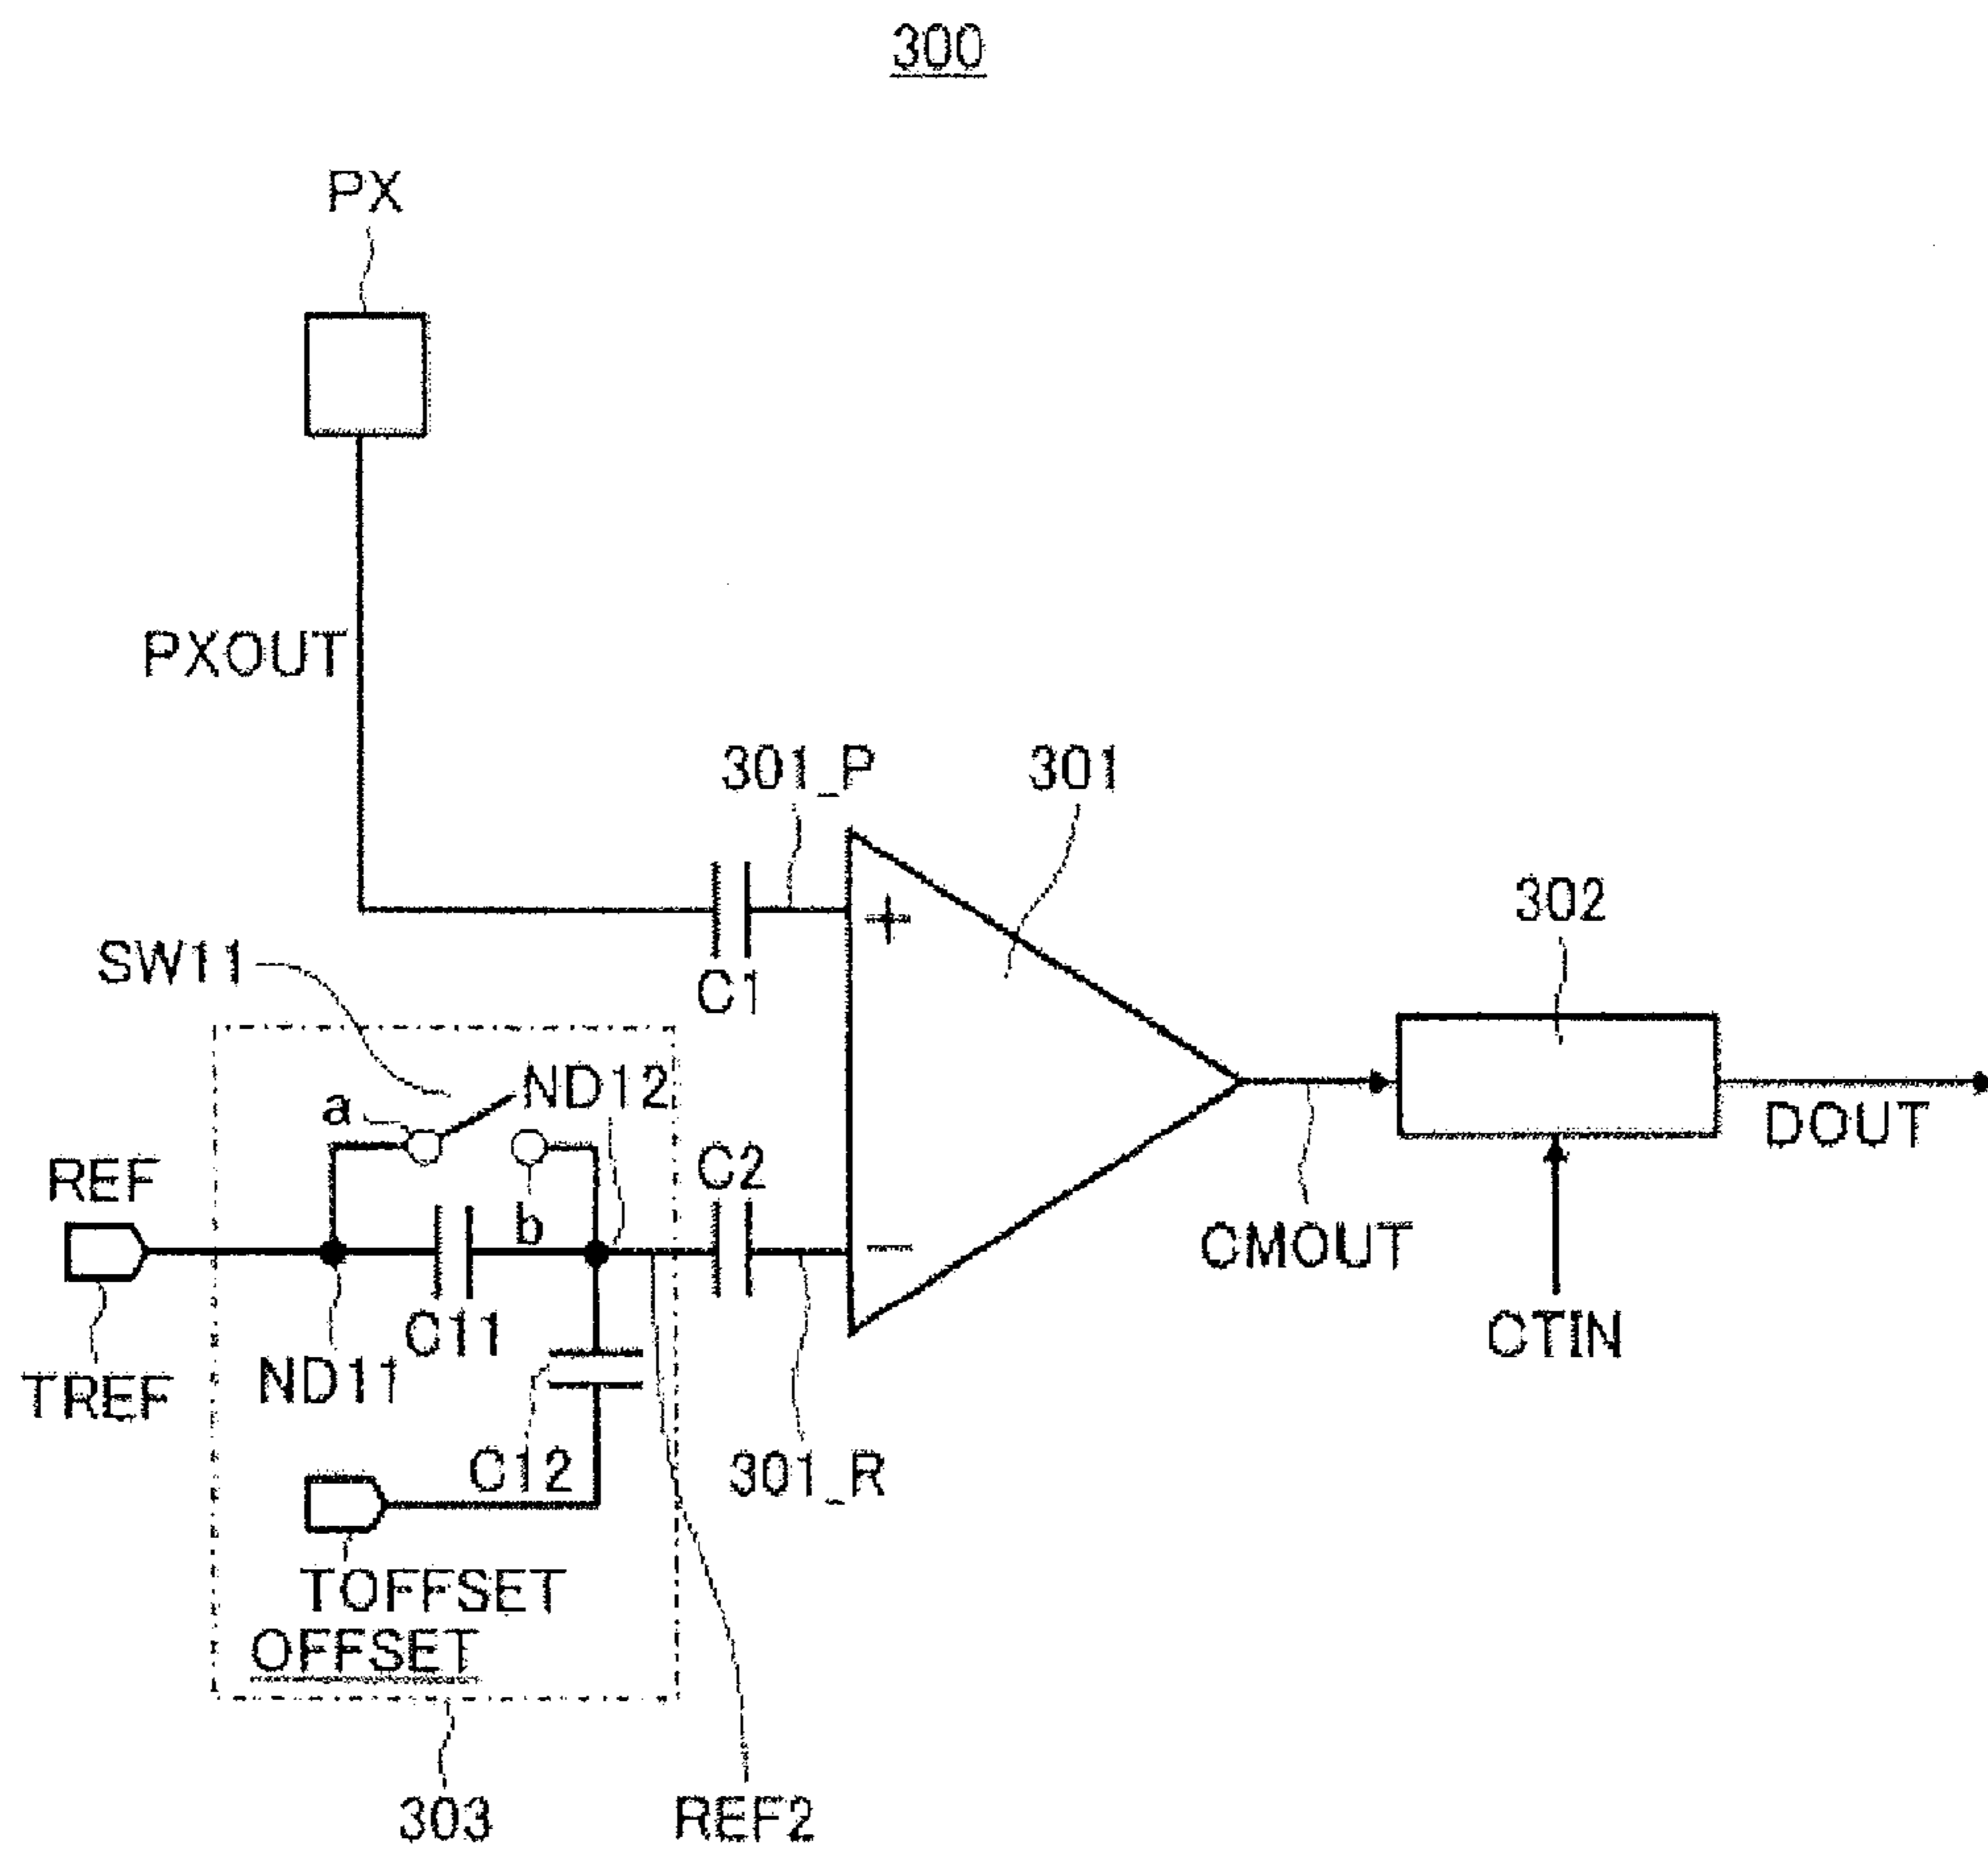 300
PX
PXOUT
301_P
301
C1
+
302
SW11
a
ND12
b
C2
REF
DOUT
−
CMOUT
CTIN
TREF
ND11
C11
C12
301_R
TOFFSET
OFFSET
303
REF2